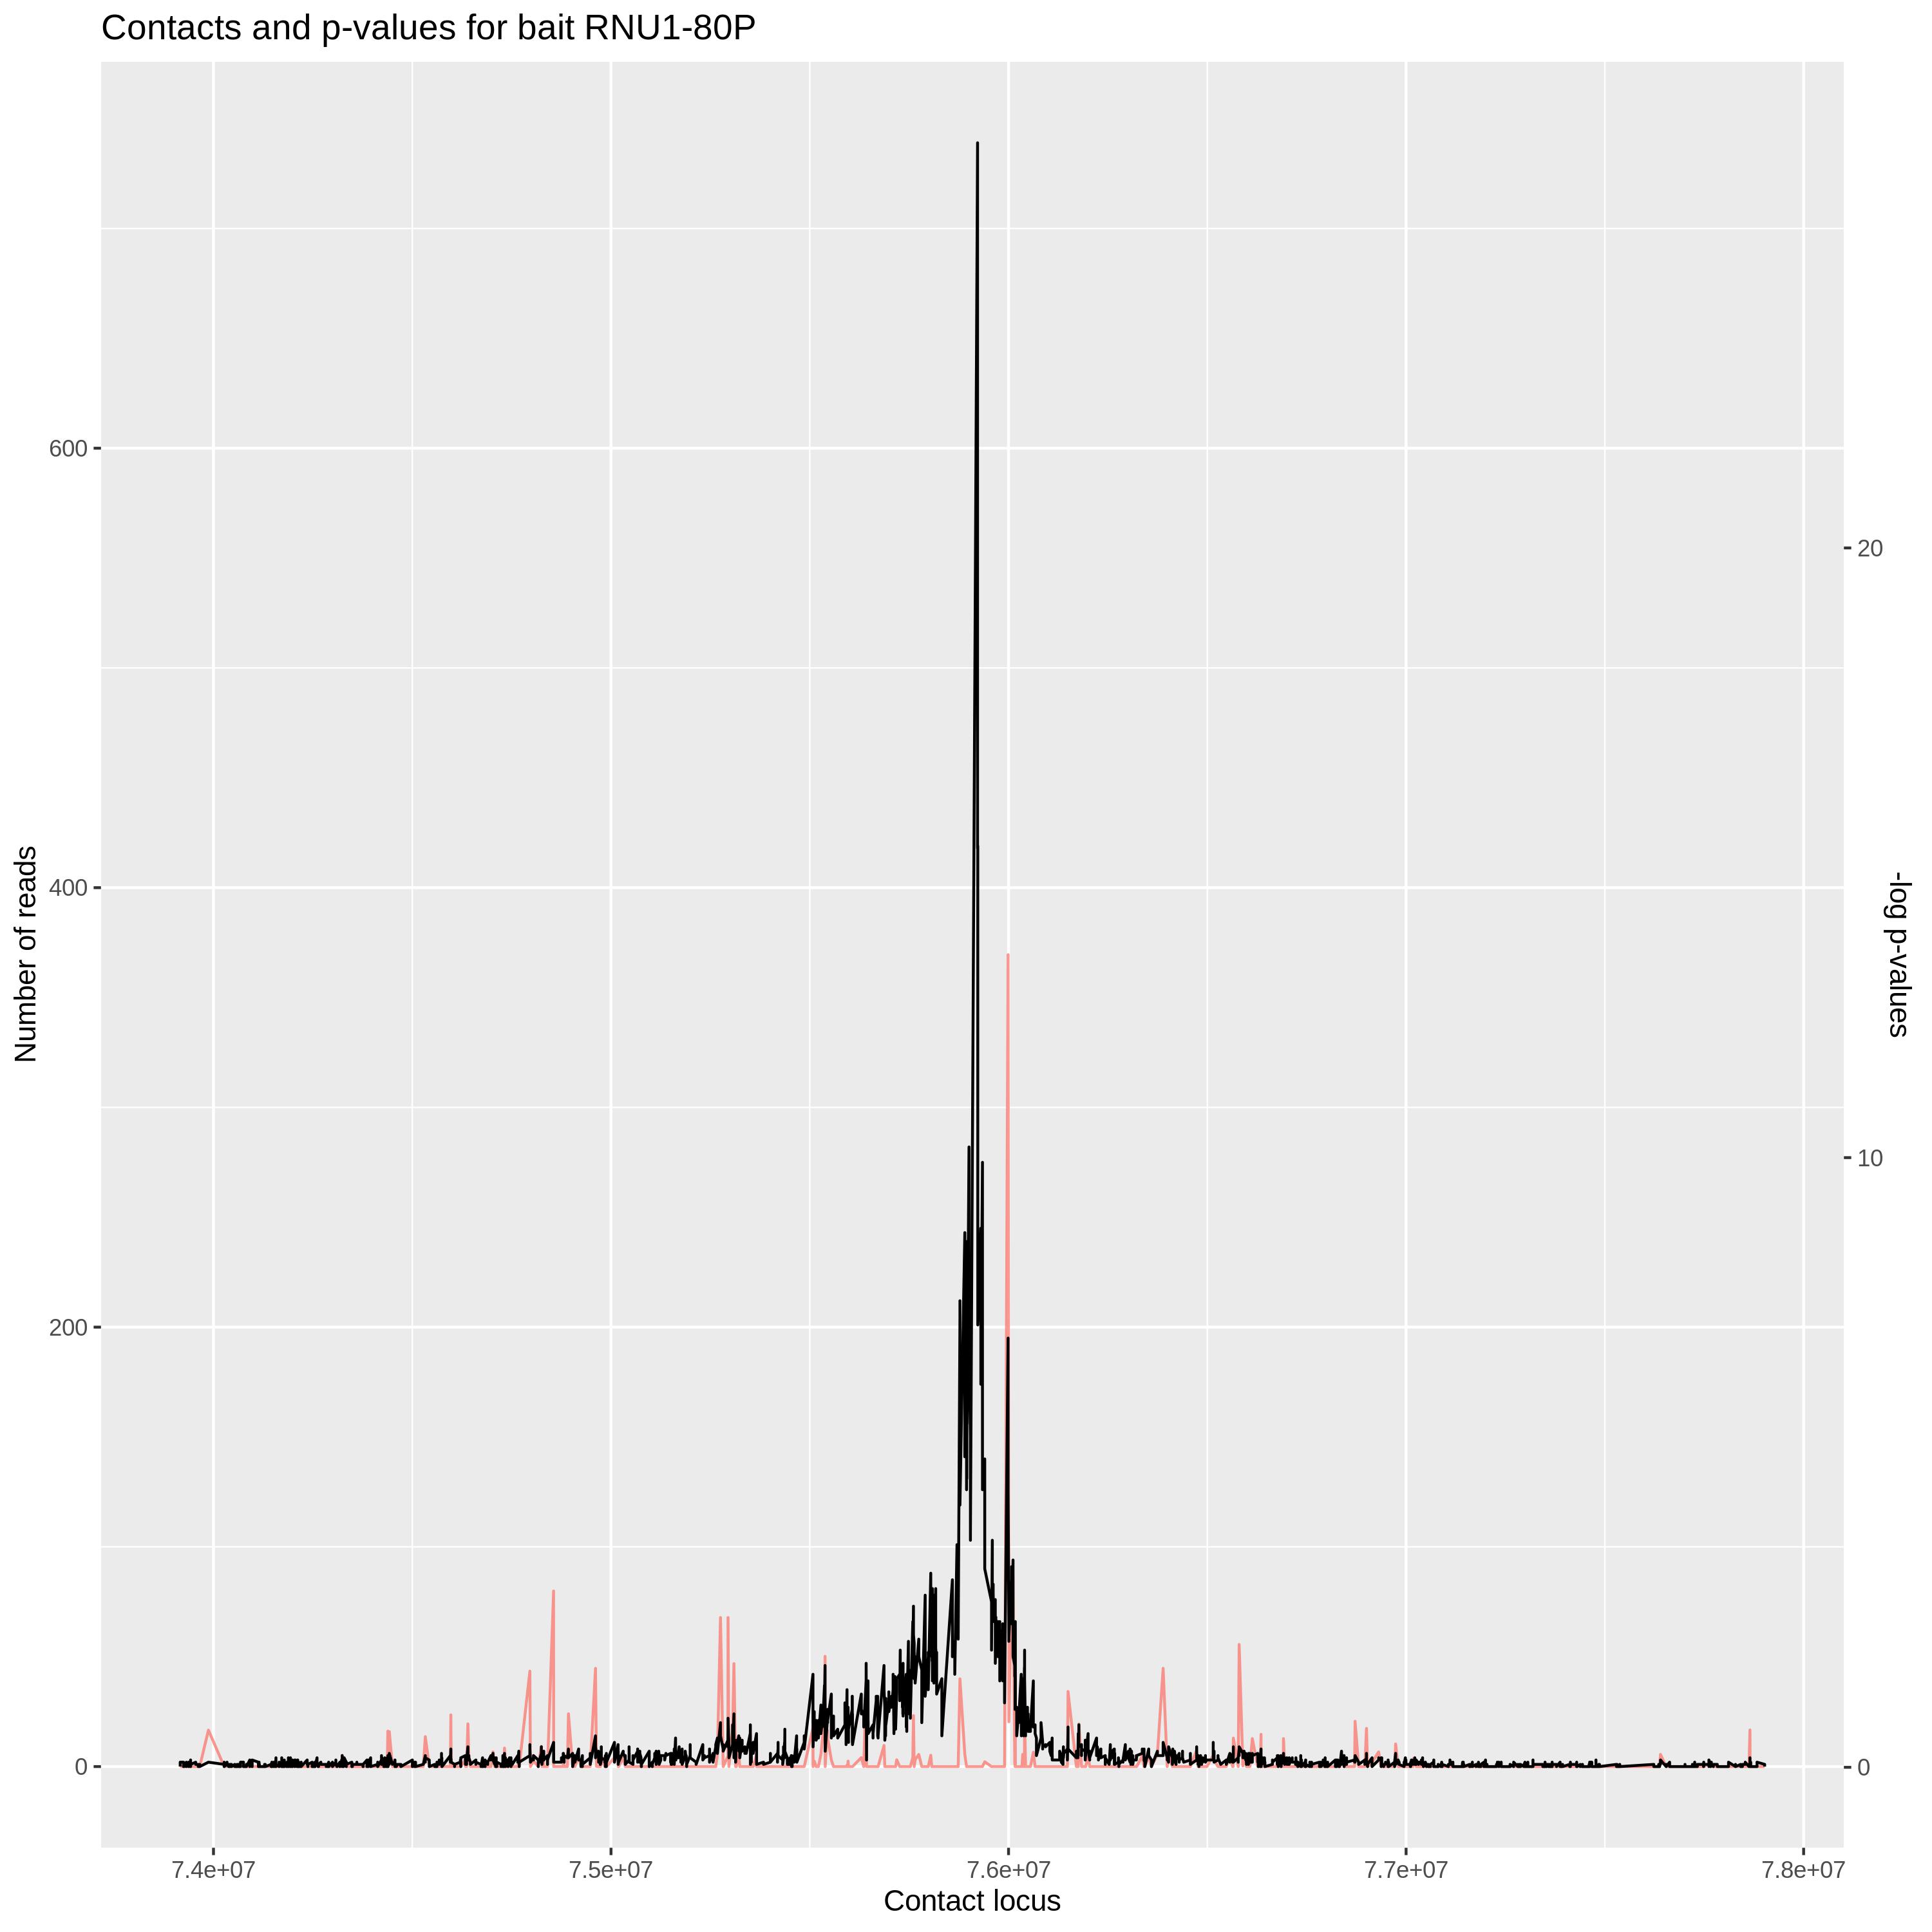 Contacts and p-values for bait RNU1-80P
Number of reads
600
400
200
0
20
10
0
-log p-values
7.4e+07 7.5e+07 7.6e+07 7.7e+07 7.8e+07
Contact locus